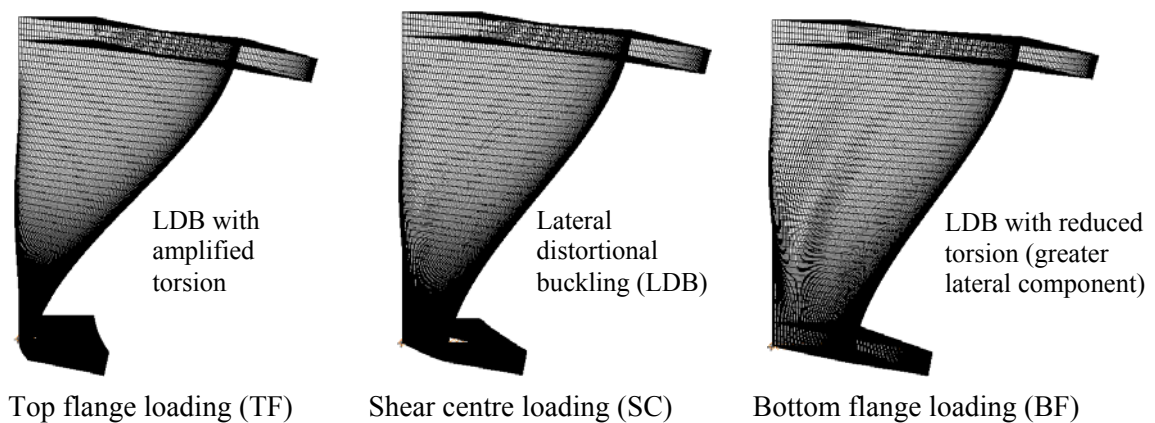 LDB with
amplified
torsion
Lateral
distortional
buckling (LDB)
LDB with reduced
torsion (greater
lateral component)
Top flange loading (TF)
Shear centre loading (SC)
Bottom flange loading (BF)